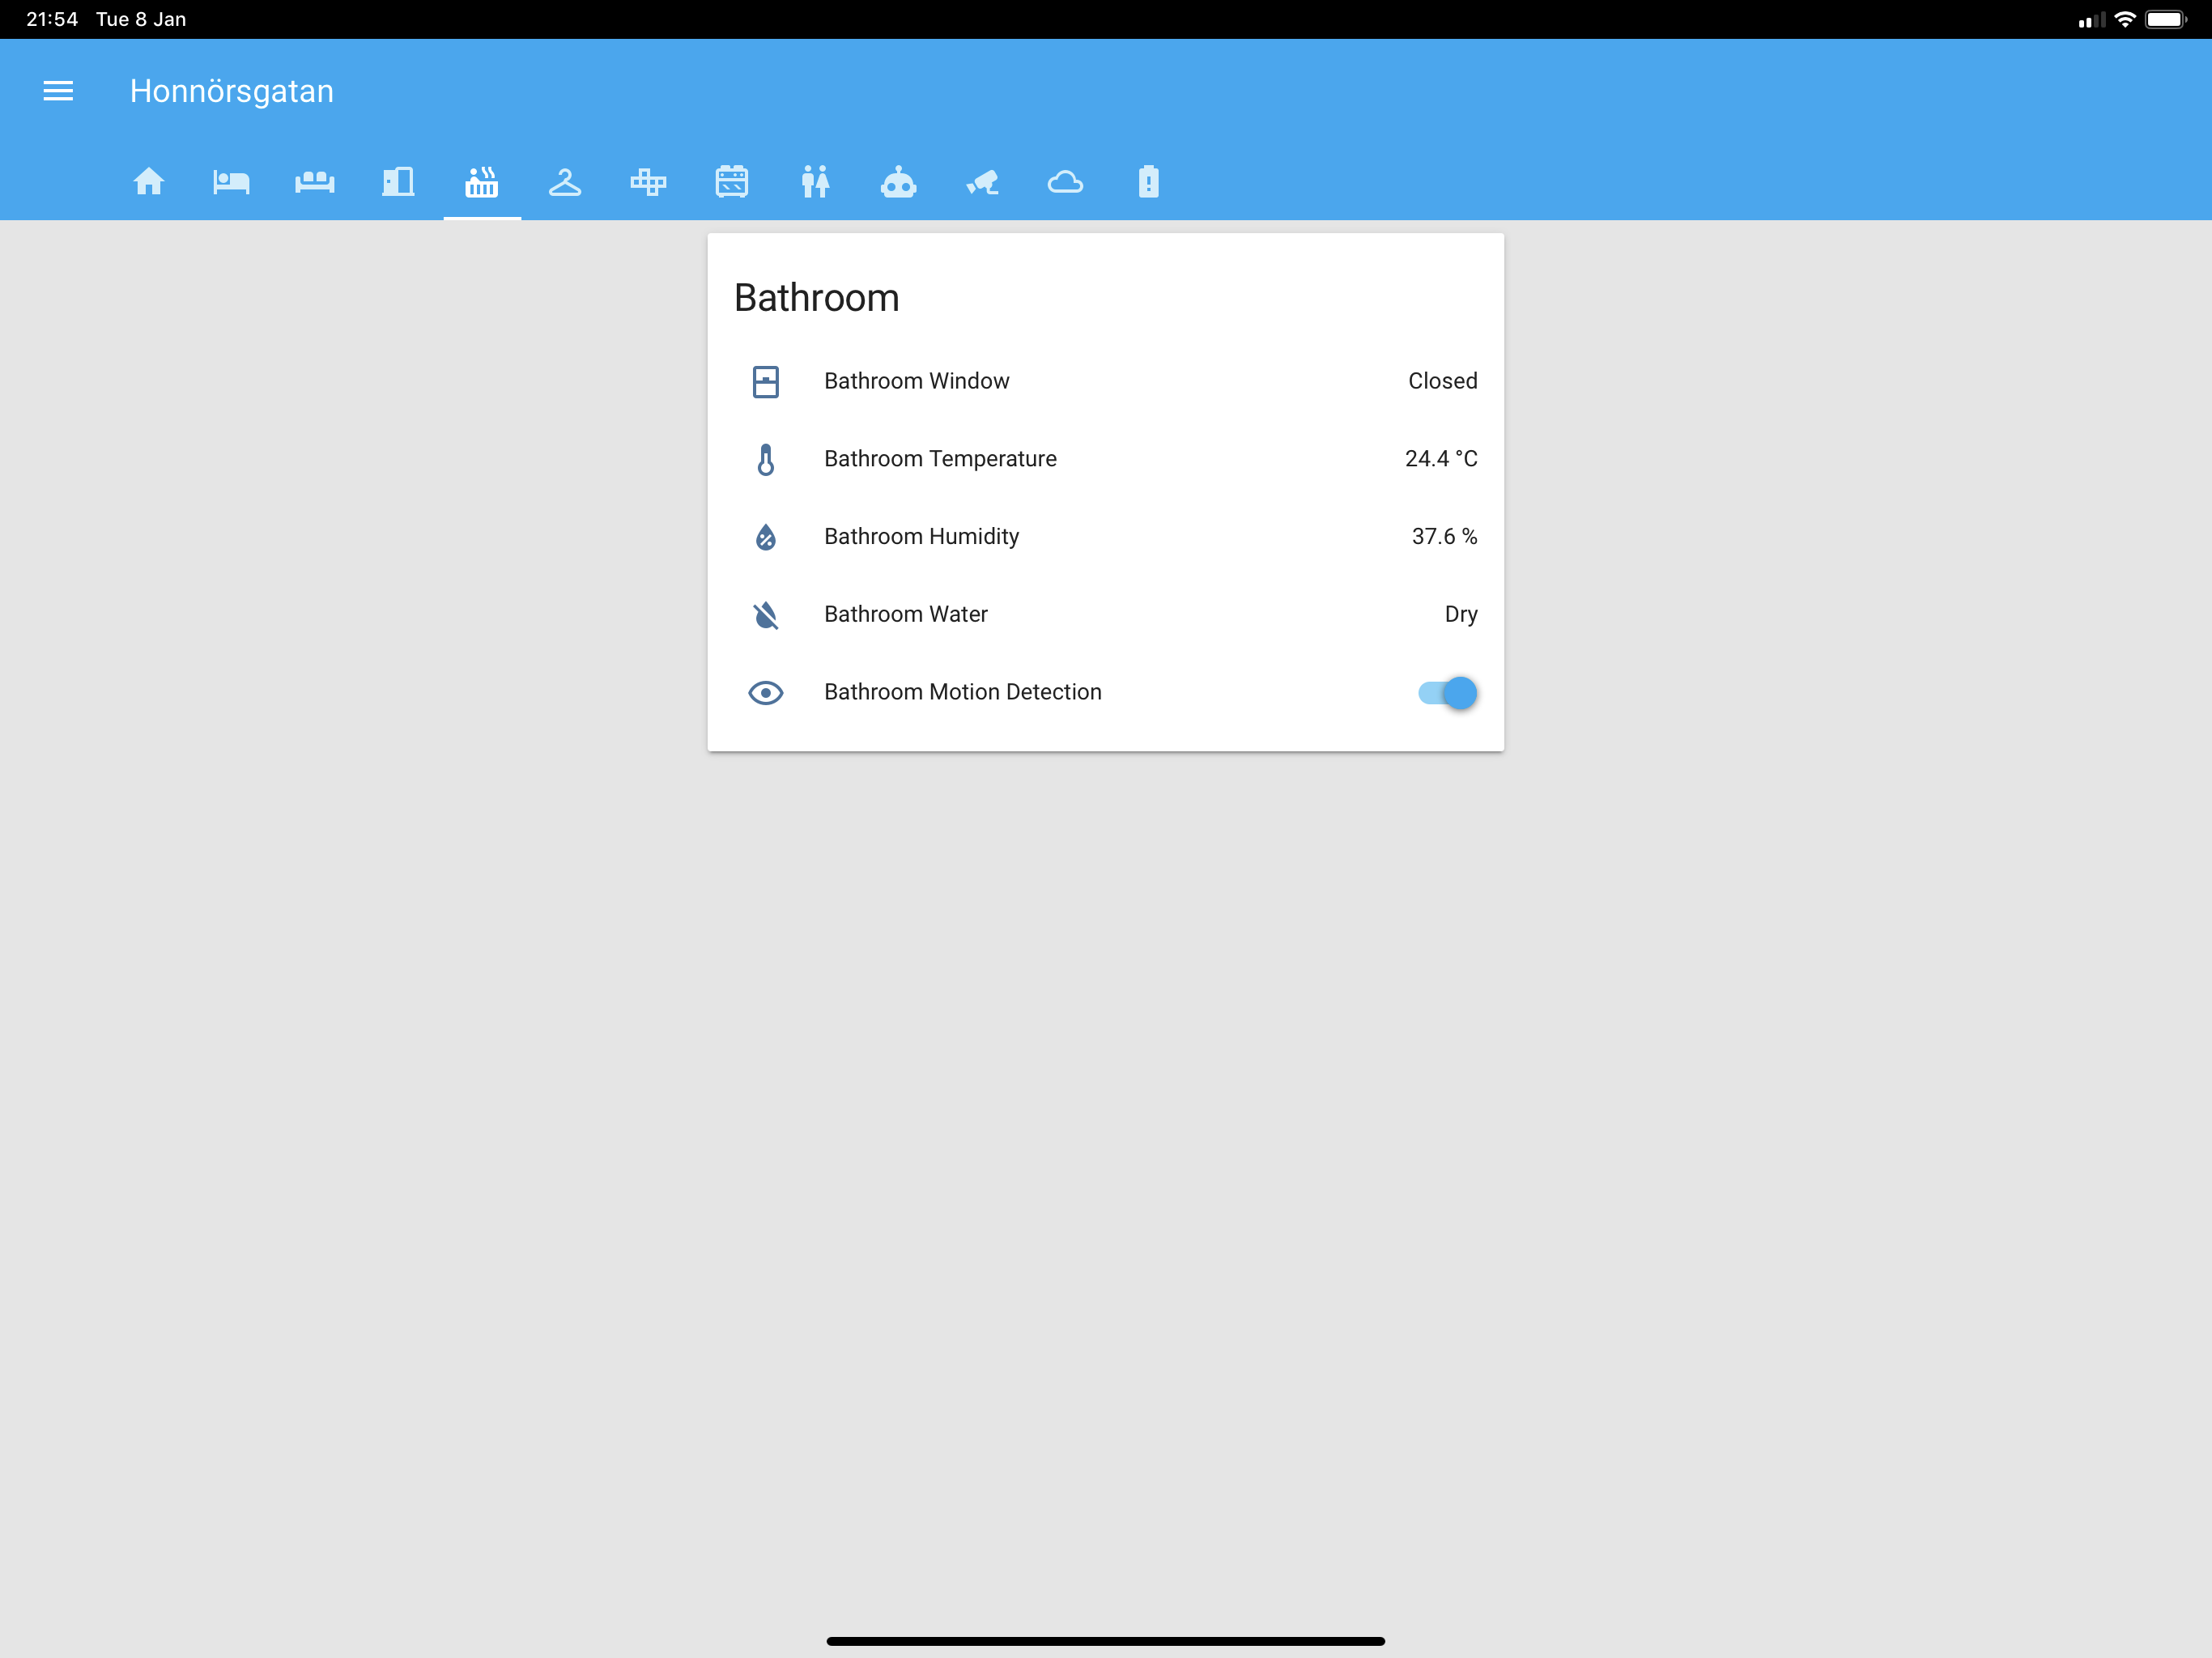 21:54 Tue 8 Jan
Honnörsgatan
Bathroom
Bathroom Window Closed
Bathroom Temperature 24.4 °C
Bathroom Humidity 37.6 %
Bathroom Water Dry
Bathroom Motion Detection